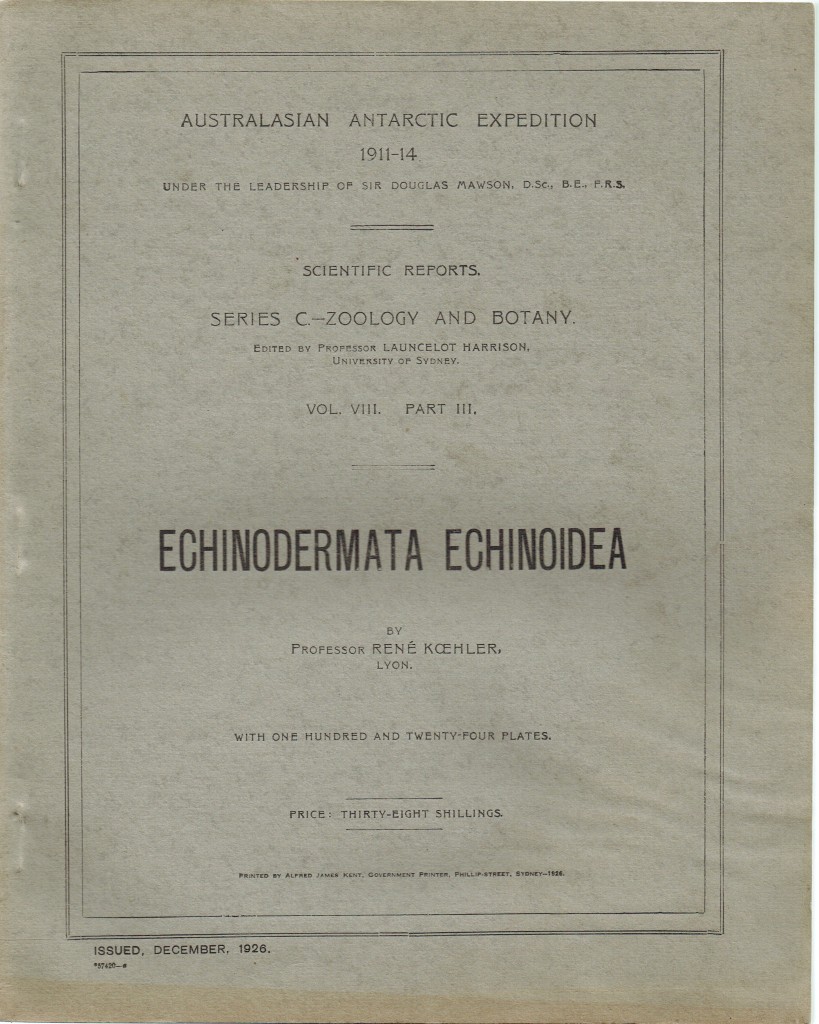 AUSTRALASIAN ANTARCTIC EXPEDITION
1911-14
UNDER THE LEADERSHIP OF SIR DOUGLAS MAWSON, D.Sc., B.E., F.R.S.
SCIENTIFIC REPORTS.
SERIES C.—ZOOLOGY AND BOTANY.
EDITED BY PROFESSOR LAUNCELOT HARRISON,
UNIVERSITY OF SYDNEY.
VOL. VIII. PART III.
ECHINODERMATA ECHINOIDEA
BY
PROFESSOR RENÉ KŒHLER,
LYON.
WITH ONE HUNDRED AND TWENTY-FOUR PLATES.
PRICE: THIRTY-EIGHT SHILLINGS.
PRINTED BY ALFRED JAMES KENT, GOVERNMENT PRINTER, PHILLIP-STREET, SYDNEY—1926.
ISSUED, DECEMBER, 1926.